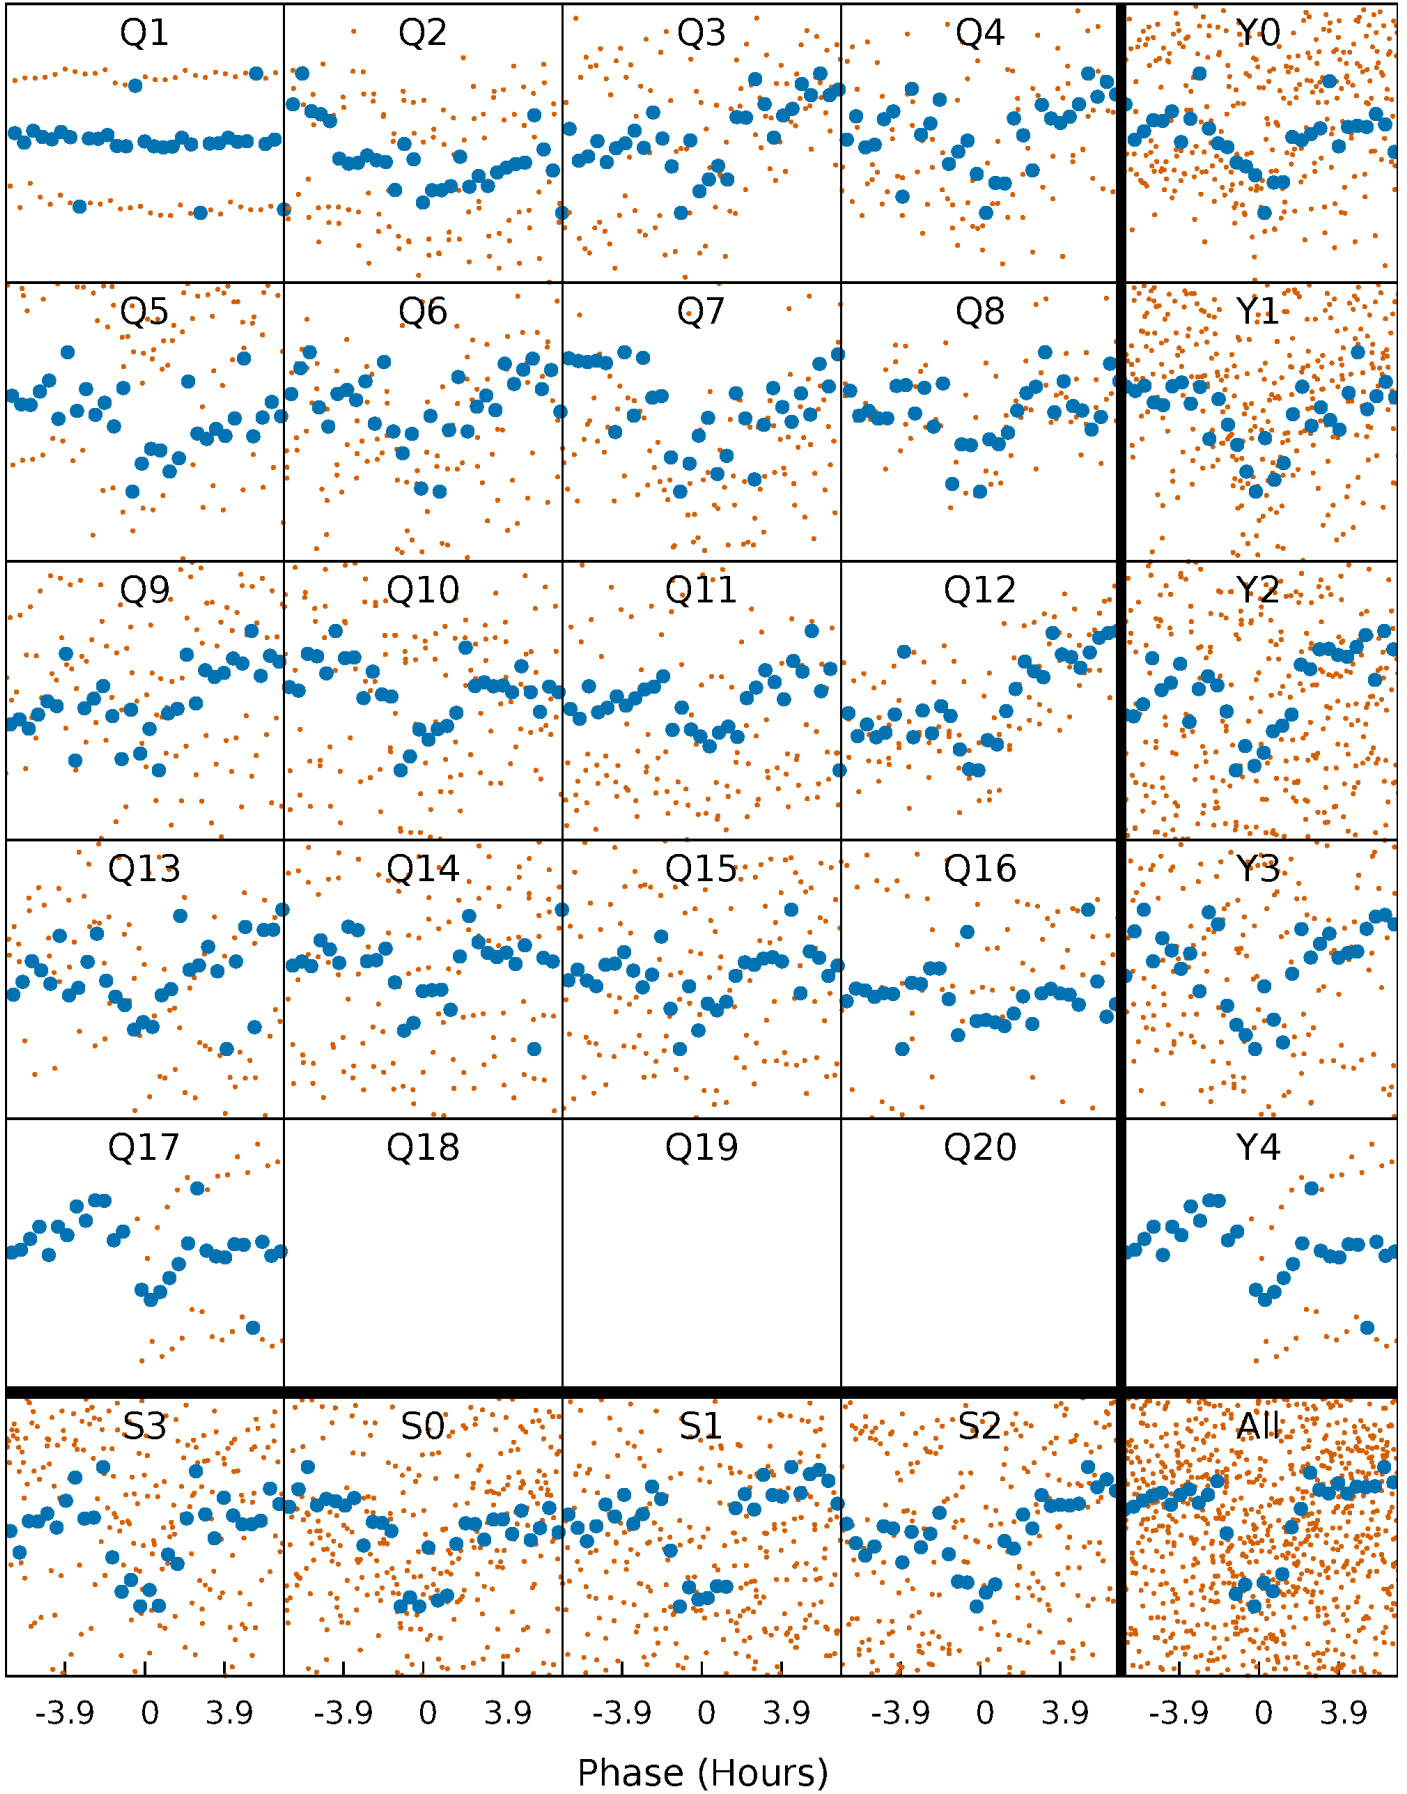 Q1 Q2 Q3 Q4 Y0
Q5 Q6 Q7 Q8 Y1
Q9 Q10 Q11 Q12 Y2
Q13 Q14 Q15 Q16 Y3
Q17 Q18 Q19 Q20 Y4
S3 S0 S1 S2 All
-3.9 0 3.9 -3.9 0 3.9 -3.9 0 3.9 -3.9 0 3.9 -3.9 0 3.9
Phase (Hours)